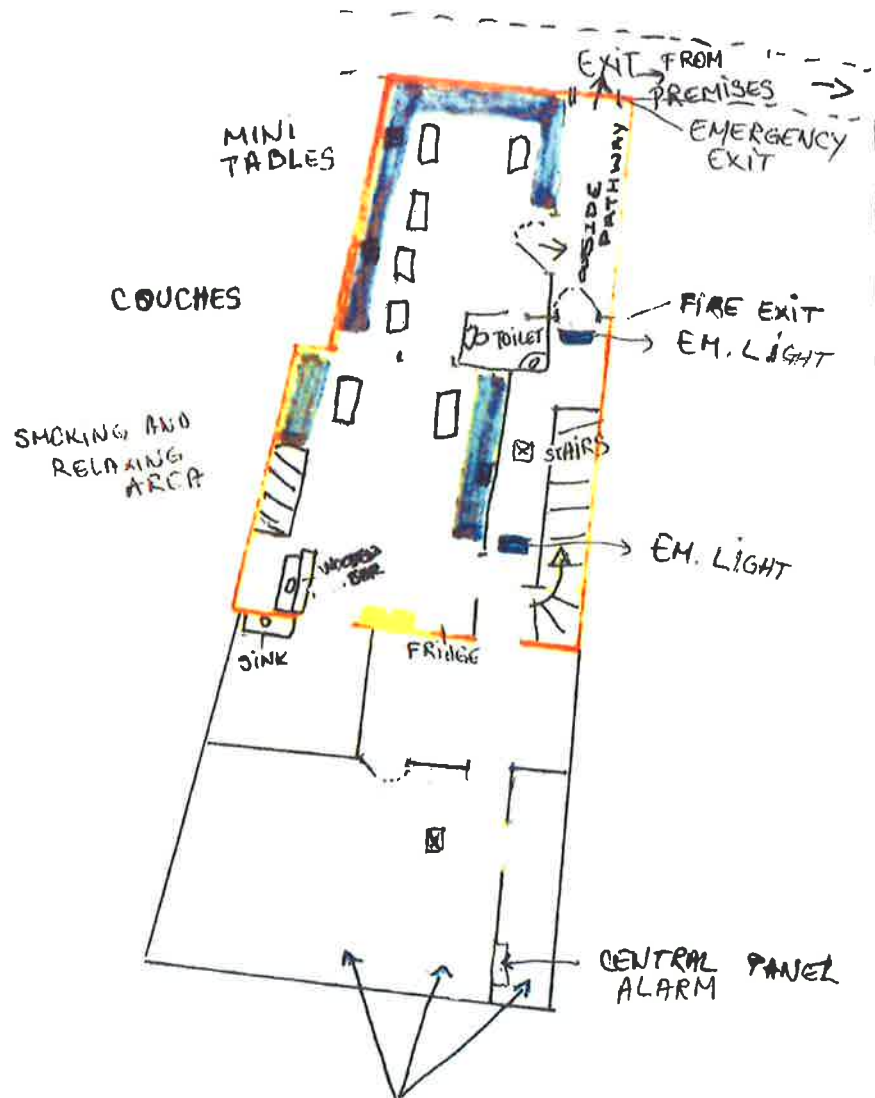 EXIT FROM
PREMISES
EMERGENCY
EXIT
MINI
TABLES
SIDE
PATHWAY
COUCHES
FIRE EXIT
TOILET
EM. LIGHT
SMOKING AND
RELAXING
AREA
STAIRS
WOODEN
BAR
EM. LIGHT
SINK
FRIDGE
CENTRAL PANEL
ALARM